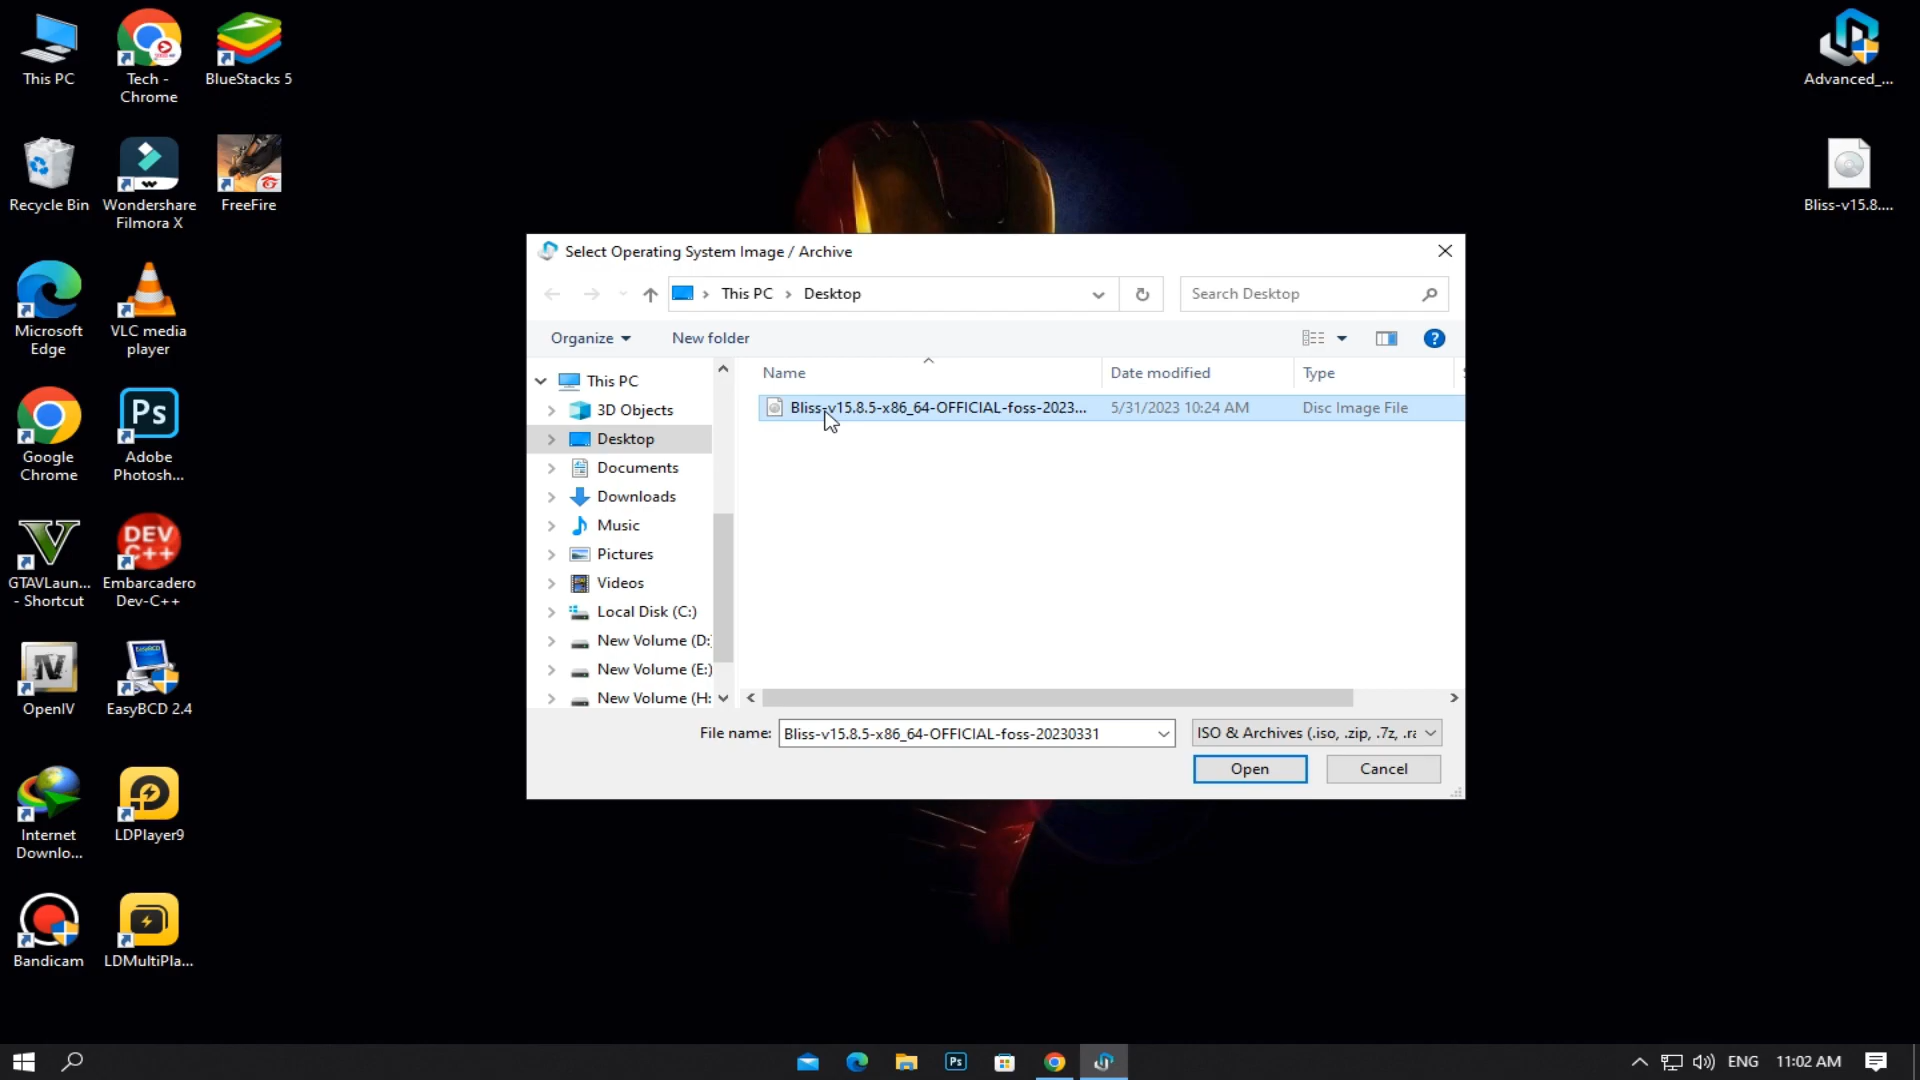 This PC
Tech -
Chrome
BlueStacks 5
Advanced_...
Recycle Bin
Wondershare
Filmora X
FreeFire
Bliss-v15.8....
Microsoft
Edge
VLC media
player
Google
Chrome
Ps
Adobe
Photosh...
GTAVLaun...
- Shortcut
DEV
C++
Embarcadero
Dev-C++
OpenIV
EasyBCD 2.4
Internet
Downlo...
LDPlayer9
Bandicam
LDMultiPla...
Select Operating System Image / Archive
This PC
Desktop
Search Desktop
Organize
New folder
Name
Date modified
Type
This PC
3D Objects
Desktop
Documents
Downloads
Music
Pictures
Videos
Local Disk (C:)
New Volume (D:
New Volume (E:)
New Volume (H:
Bliss-v15.8.5-x86_64-OFFICIAL-foss-2023...
5/31/2023 10:24 AM
Disc Image File
File name:
Bliss-v15.8.5-x86_64-OFFICIAL-foss-20230331
ISO & Archives (.iso, .zip, .7z, .ra
Open
Cancel
Ps
ENG
11:02 AM